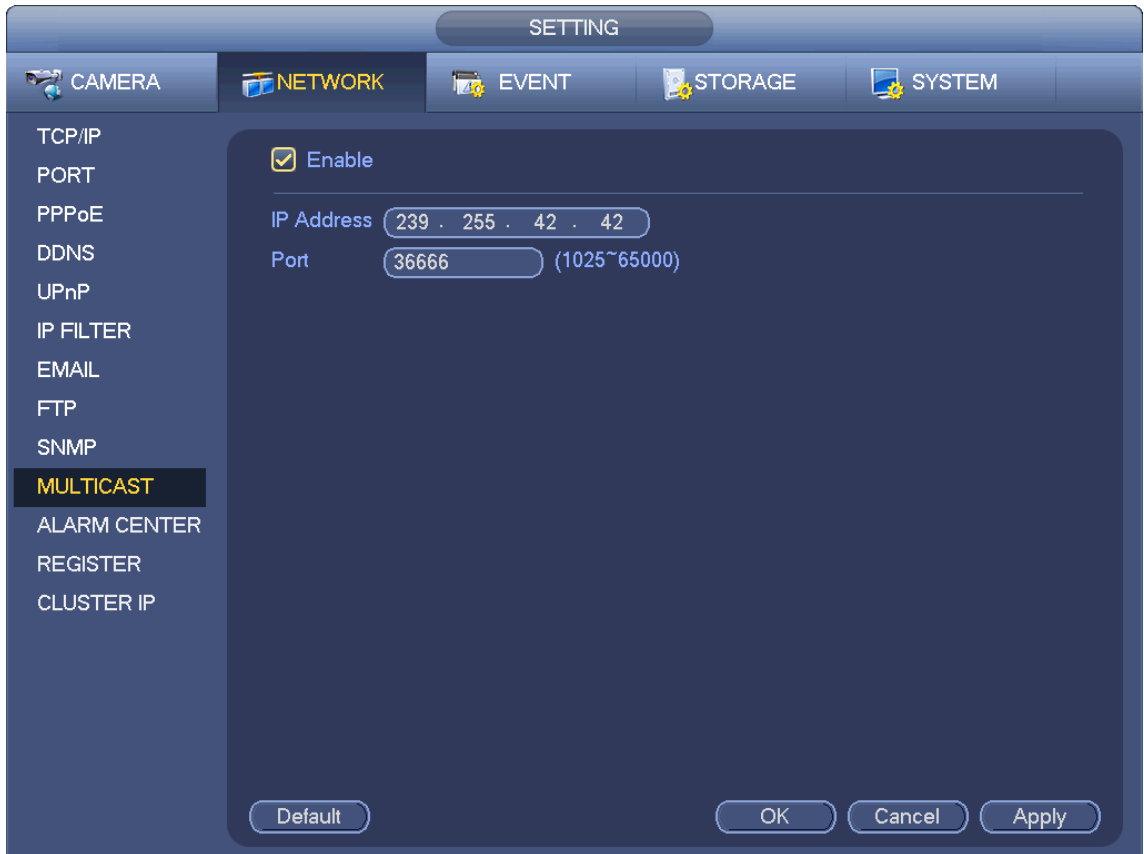 SETTING
CAMERA NETWORK EVENT STORAGE SYSTEM
TCP/IP
PORT
PPPoE
DDNS
UPnP
IP FILTER
EMAIL
FTP
SNMP
MULTICAST
ALARM CENTER
REGISTER
CLUSTER IP
Enable
IP Address 239 . 255 . 42 . 42
Port 36666 (1025~65000)
Default OK Cancel Apply